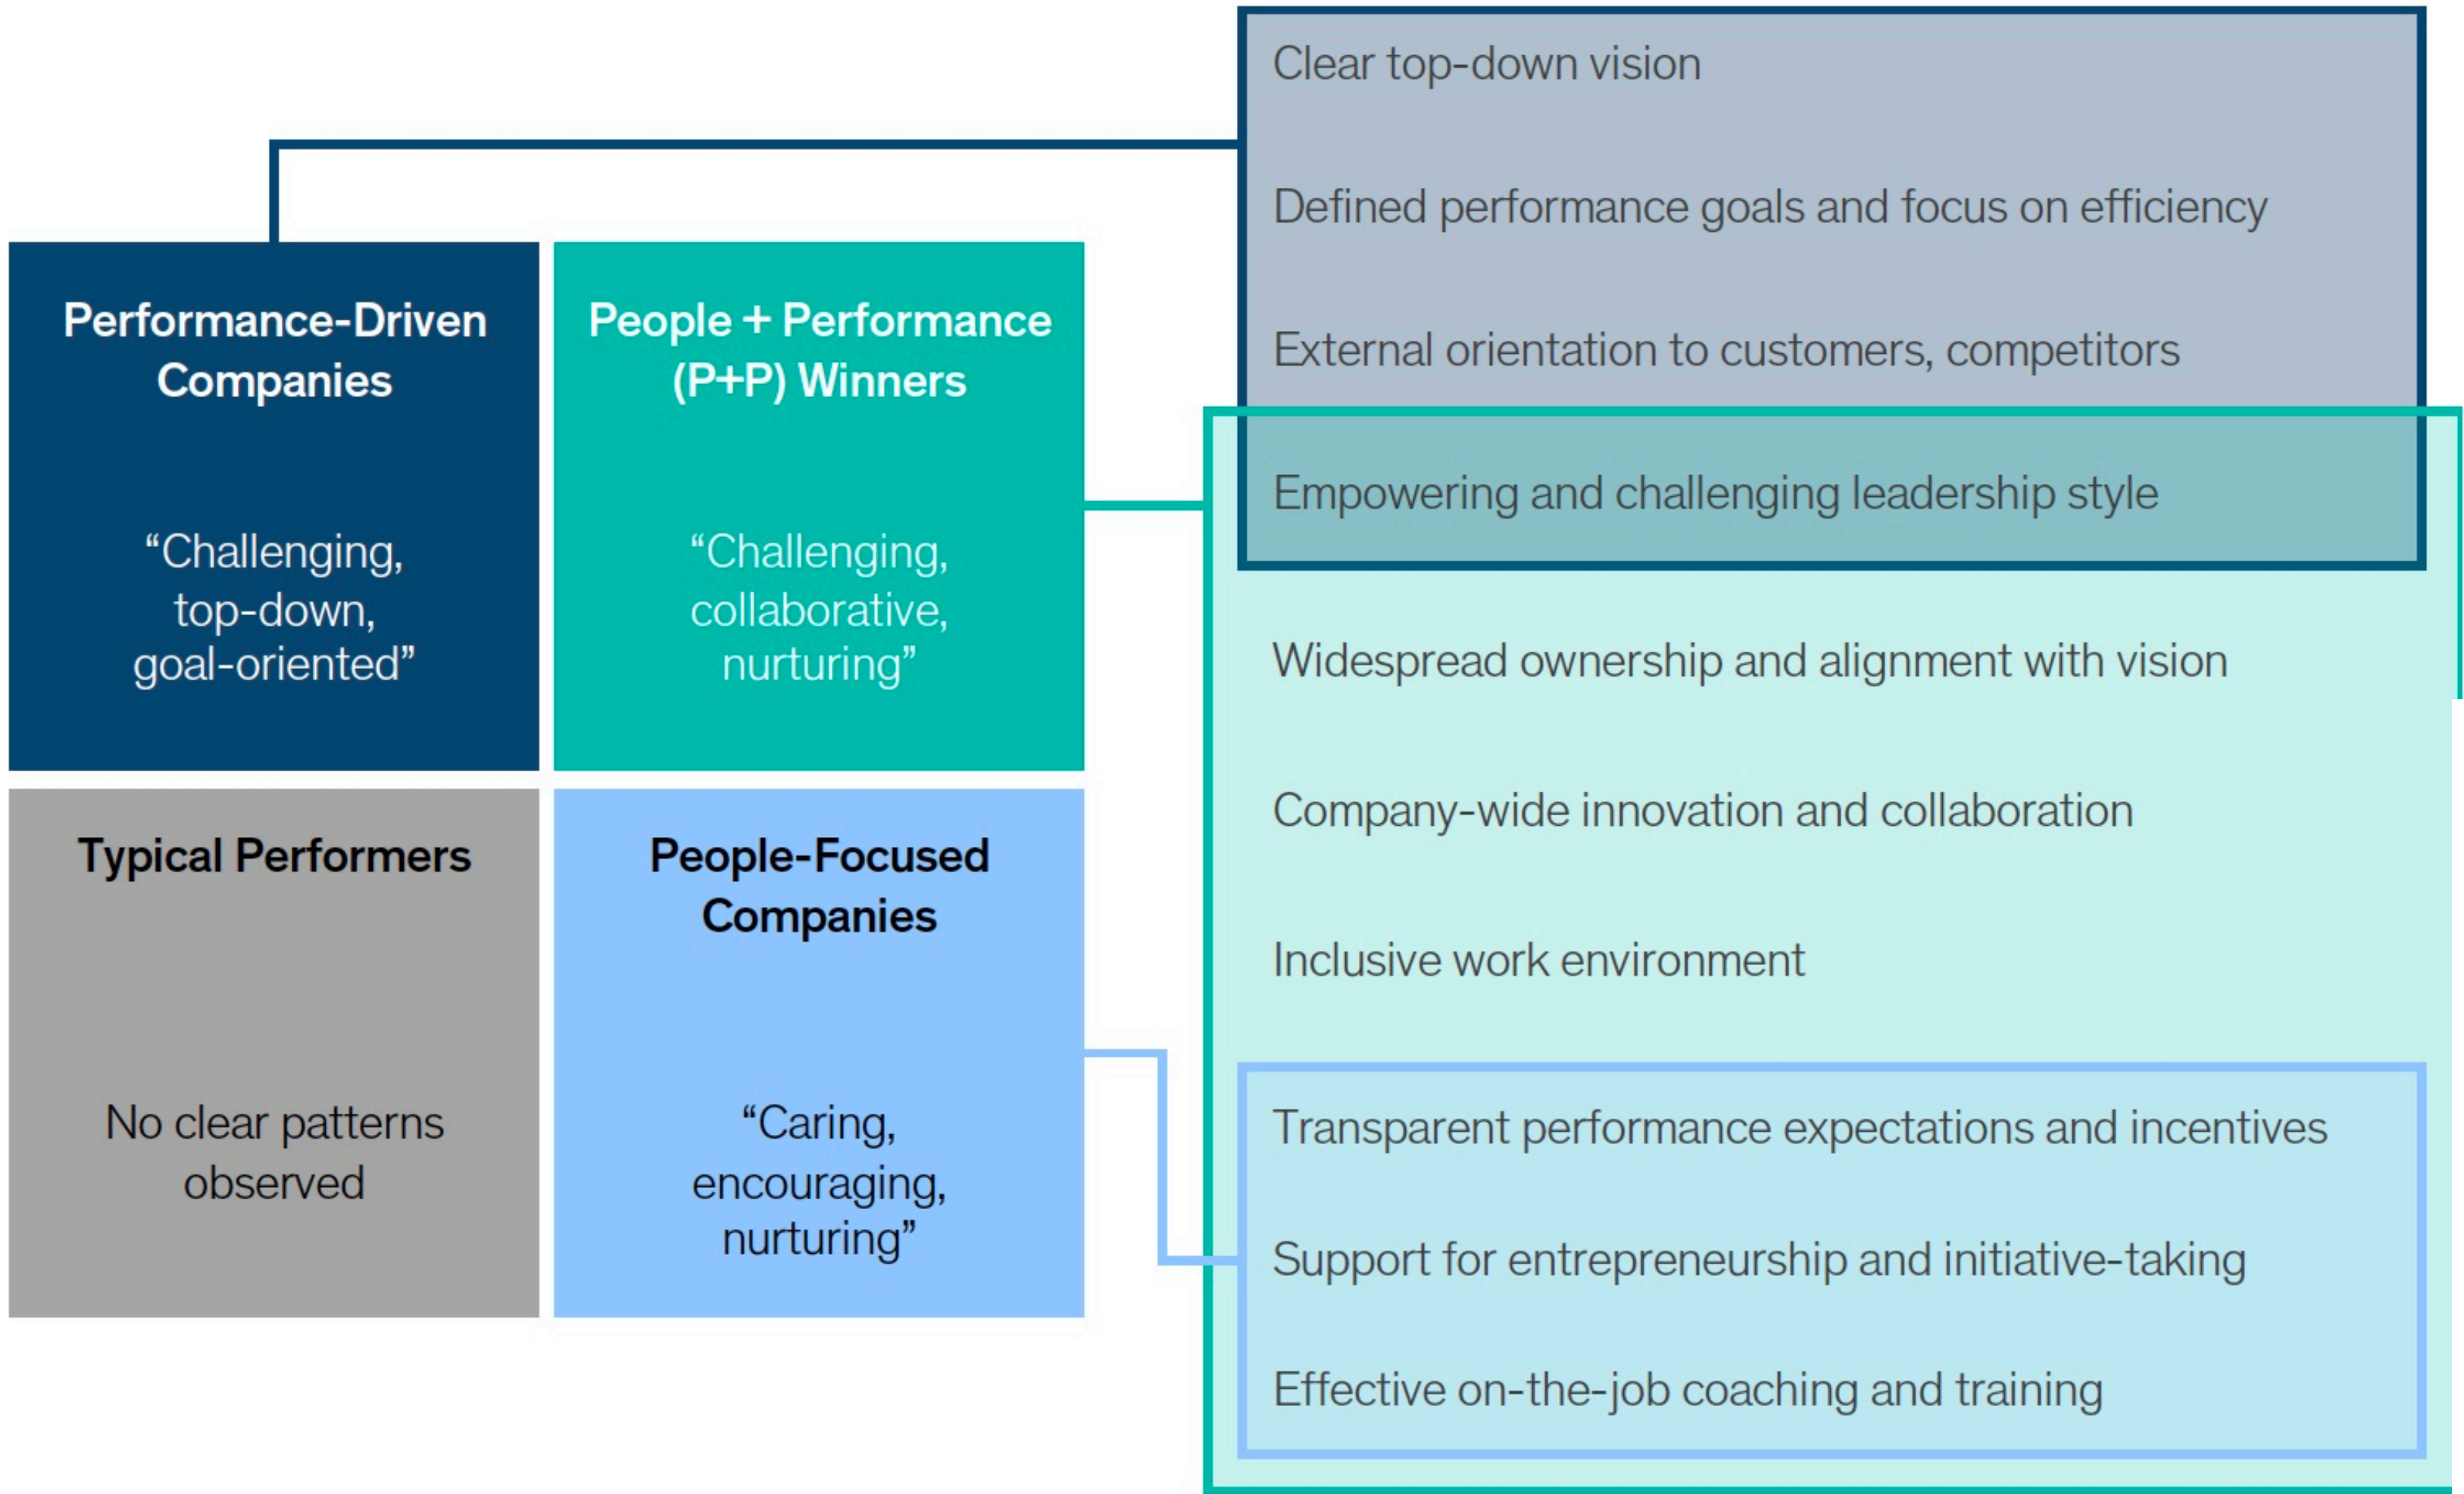 Performance-Driven
Companies
“Challenging,
top-down,
goal-oriented”
People + Performance
(P+P) Winners
“Challenging,
collaborative,
nurturing”
Typical Performers
No clear patterns
observed
People-Focused
Companies
“Caring,
encouraging,
nurturing”
Clear top-down vision
Defined performance goals and focus on efficiency
External orientation to customers, competitors
Empowering and challenging leadership style
Widespread ownership and alignment with vision
Company-wide innovation and collaboration
Inclusive work environment
Transparent performance expectations and incentives
Support for entrepreneurship and initiative-taking
Effective on-the-job coaching and training